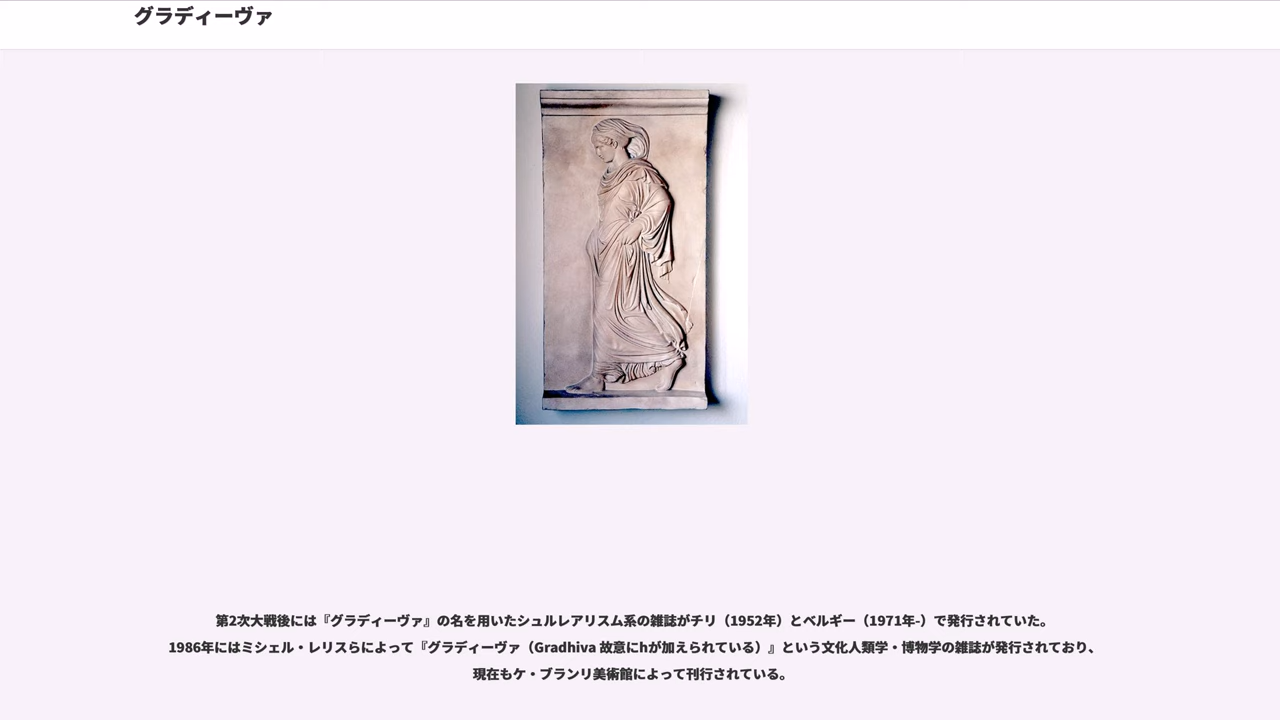 グラディーヴァ
第2次大戦後には『グラディーヴァ』の名を用いたシュルレアリスム系の雑誌がチリ（1952年）とベルギー（1971年-）で発行されていた。
1986年にはミシェル・レリスらによって『グラディーヴァ（Gradhiva 故意にhが加えられている）』という文化人類学・博物学の雑誌が発行されており、
現在もケ・ブランリ美術館によって刊行されている。